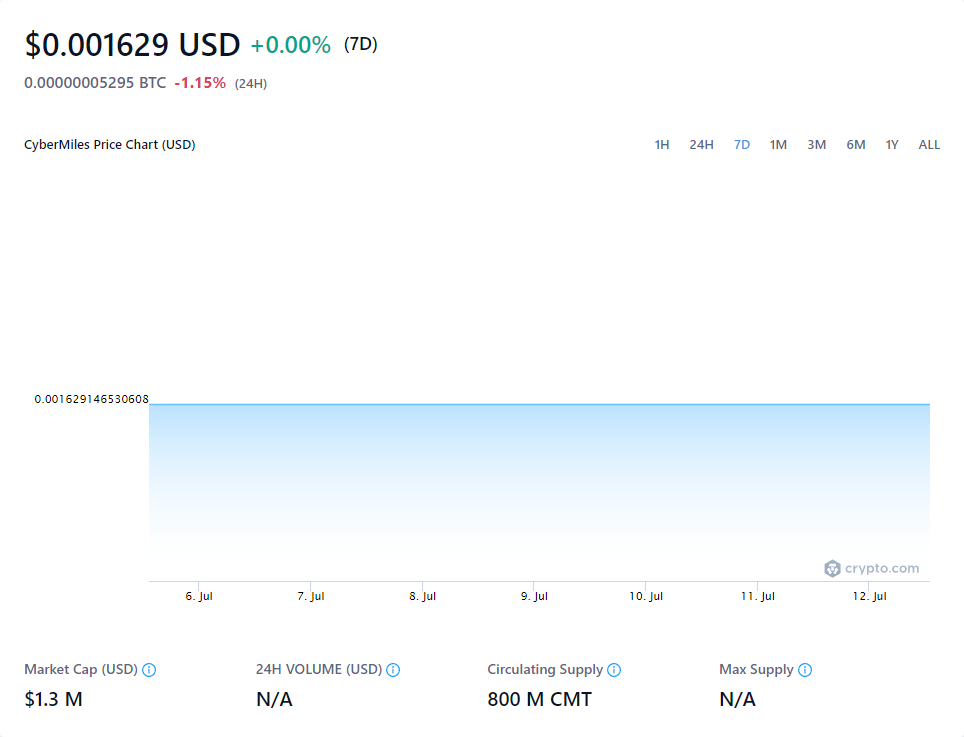 $0.001629 USD +0.00% (7D)
0.00000005295 BTC -1.15% (24H)
CyberMiles Price Chart (USD) 1H 24H 7D 1M 3M 6M 1Y ALL
0.001629146530608
crypto.com
6. Jul 7. Jul 8. Jul 9. Jul 10. Jul 11. Jul 12. Jul
Market Cap (USD) 24H VOLUME (USD) Circulating Supply Max Supply
$1.3 M N/A 800 M CMT N/A